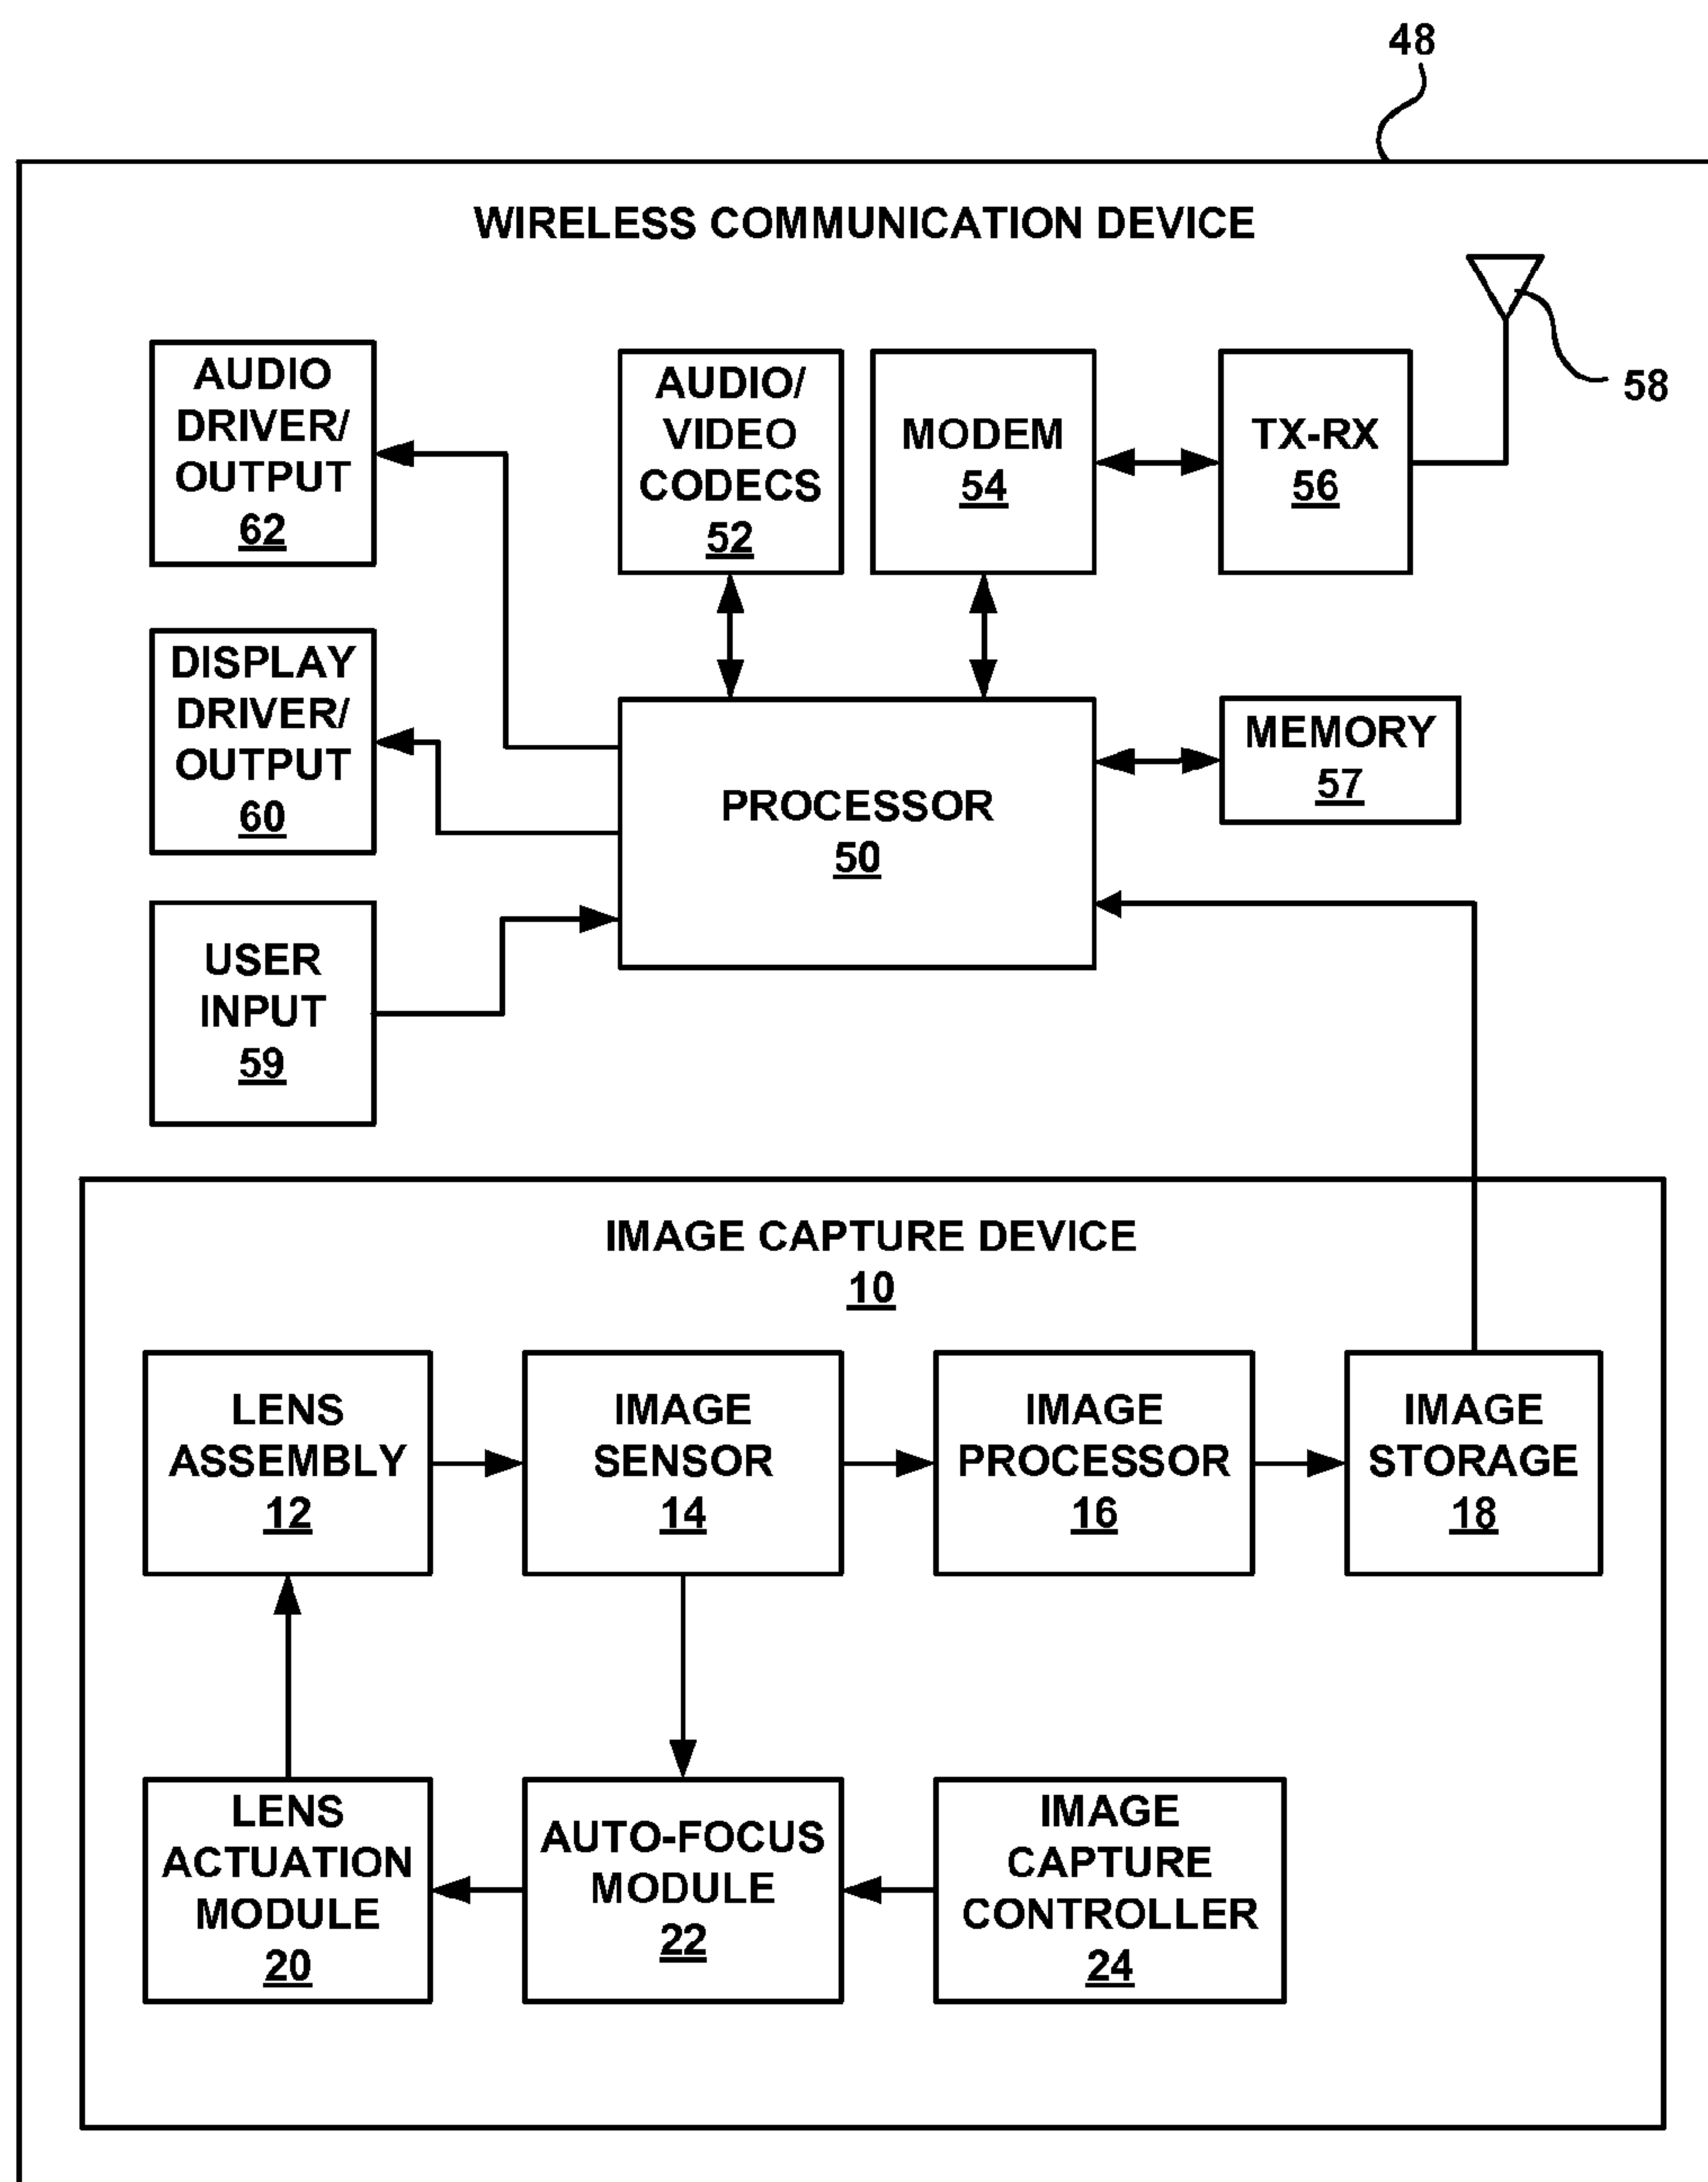 48
WIRELESS COMMUNICATION DEVICE
58
AUDIO
DRIVER/
OUTPUT
62
AUDIO/
VIDEO
CODECS
52
MODEM
54
TX-RX
56
DISPLAY
DRIVER/
OUTPUT
60
PROCESSOR
50
MEMORY
57
USER
INPUT
59
IMAGE CAPTURE DEVICE
10
LENS
ASSEMBLY
12
IMAGE
SENSOR
14
IMAGE
PROCESSOR
16
IMAGE
STORAGE
18
LENS
ACTUATION
MODULE
20
AUTO-FOCUS
MODULE
22
IMAGE
CAPTURE
CONTROLLER
24